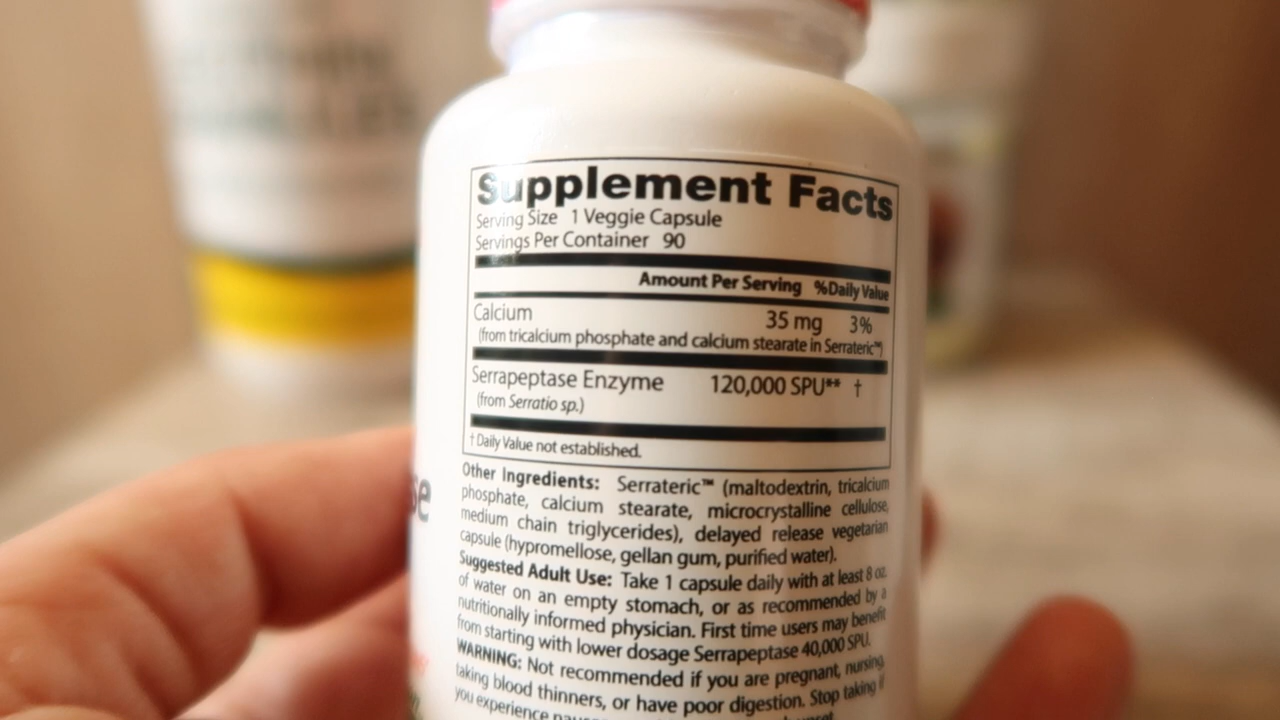 Supplement Facts
Serving Size 1 Veggie Capsule
Servings Per Container 90
Amount Per Serving %Daily Value
Calcium 35 mg 3%
(from tricalcium phosphate and calcium stearate in Serrateric™)
Serrapeptase Enzyme 120,000 SPU** †
(from Serratio sp.)
† Daily Value not established.
Other Ingredients: Serrateric™ (maltodextrin, tricalcium
phosphate, calcium stearate, microcrystalline cellulose,
medium chain triglycerides), delayed release vegetarian
capsule (hypromellose, gellan gum, purified water).
Suggested Adult Use: Take 1 capsule daily with at least 8 oz.
of water on an empty stomach, or as recommended by a
nutritionally informed physician. First time users may benefit
from starting with lower dosage Serrapeptase 40,000 SPU.
WARNING: Not recommended if you are pregnant, nursing,
taking blood thinners, or have poor digestion. Stop taking if
you experience
se